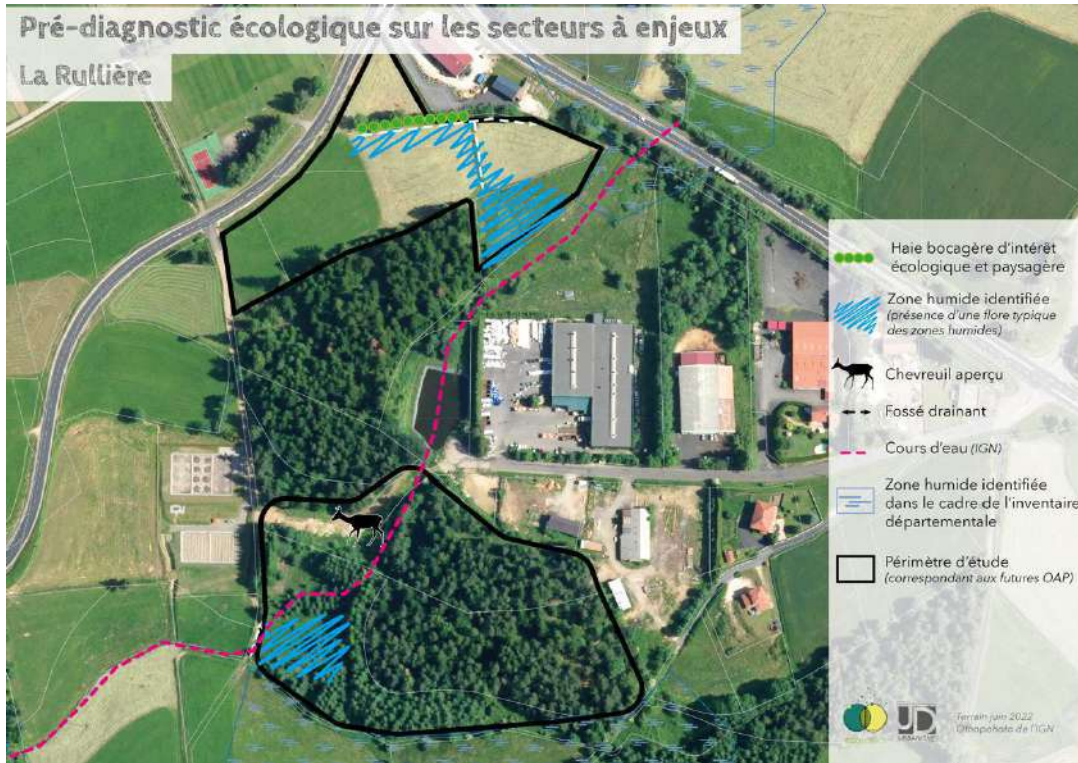 Pré-diagnostic écologique sur les secteurs à enjeux
La Rullière
Haie bocagère d'intérêt
écologique et paysagère
Zone humide identifiée
(présence d'une flore typique
des zones humides)
Chevreuil aperçu
Fossé drainant
Cours d'eau (IGN)
Zone humide identifiée
dans le cadre de l'inventaire
départementale
Périmètre d'étude
(correspondant aux futures OAP)
Terrain juin 2022
Othopohoto de l'IGN